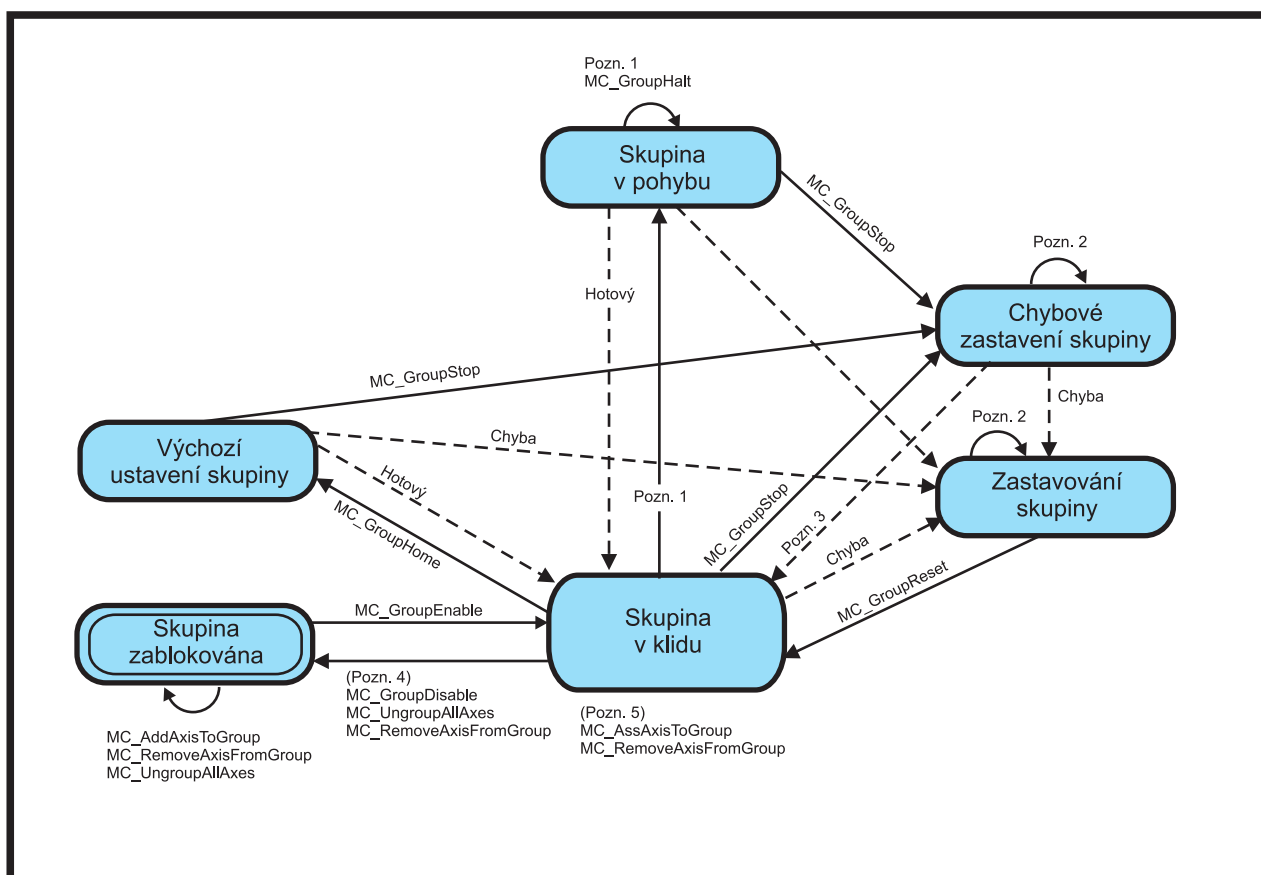 Pozn. 1
MC_GroupHalt
Skupina
v pohybu
MC_GroupStop
Pozn. 2
Hotový
Chybové
zastavení skupiny
MC_GroupStop
Chyba
Pozn. 2
Výchozí
ustavení skupiny
Chyba
Hotový
Zastavování
skupiny
Pozn. 1
MC_GroupStop
Pozn. 3
Chyba
MC_GroupHome
MC_GroupReset
MC_GroupEnable
Skupina
zablokována
Skupina
v klidu
(Pozn. 4)
MC_GroupDisable
MC_UngroupAllAxes
MC_RemoveAxisFromGroup
(Pozn. 5)
MC_AssAxisToGroup
MC_RemoveAxisFromGroup
MC_AddAxisToGroup
MC_RemoveAxisFromGroup
MC_UngroupAllAxes